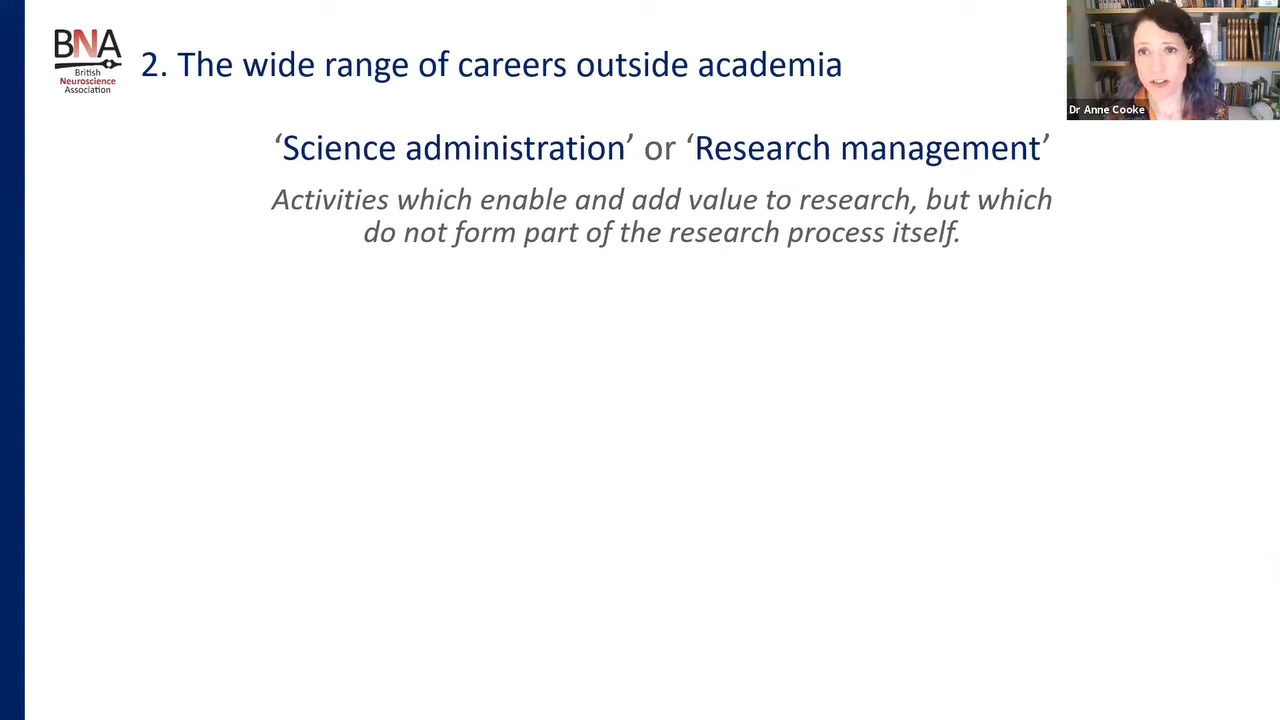 BNA
British
Neuroscience
Association
2. The wide range of careers outside academia
Dr Anne Cooke
‘Science administration’ or ‘Research management’
Activities which enable and add value to research, but which
do not form part of the research process itself.